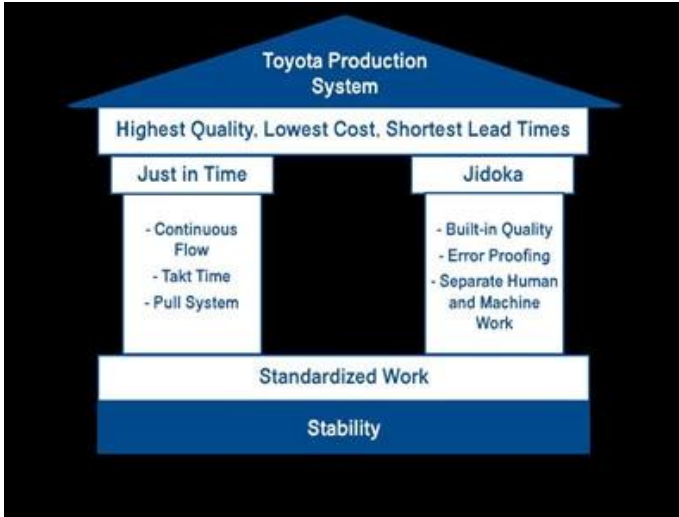 Toyota Production
System
Highest Quality, Lowest Cost, Shortest Lead Times
Just in Time
- Continuous
Flow
- Takt Time
- Pull System
Jidoka
- Built-in Quality
- Error Proofing
- Separate Human
and Machine
Work
Standardized Work
Stability